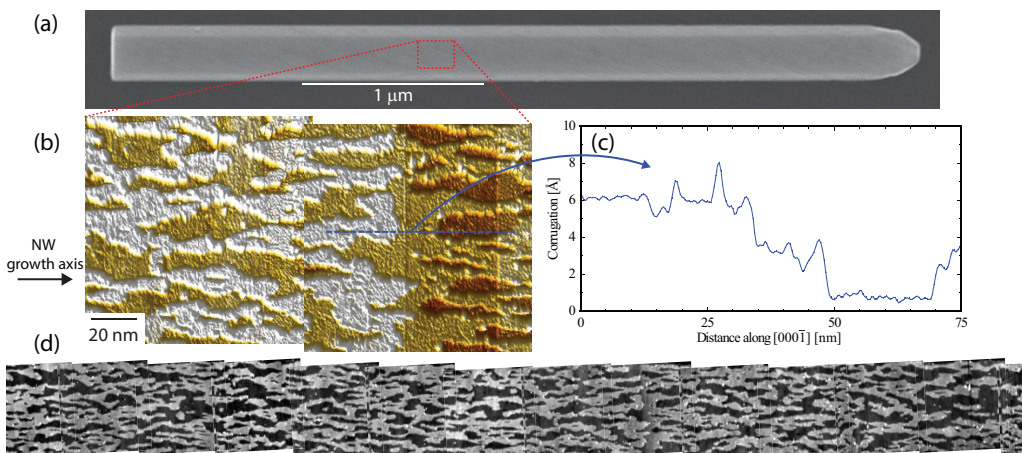 (a)
1 μm
(b)
(c)
10
8
6
4
2
0
Corrugation [Å]
0
25
50
75
Distance along [0001̄] [nm]
NW
growth axis
20 nm
(d)